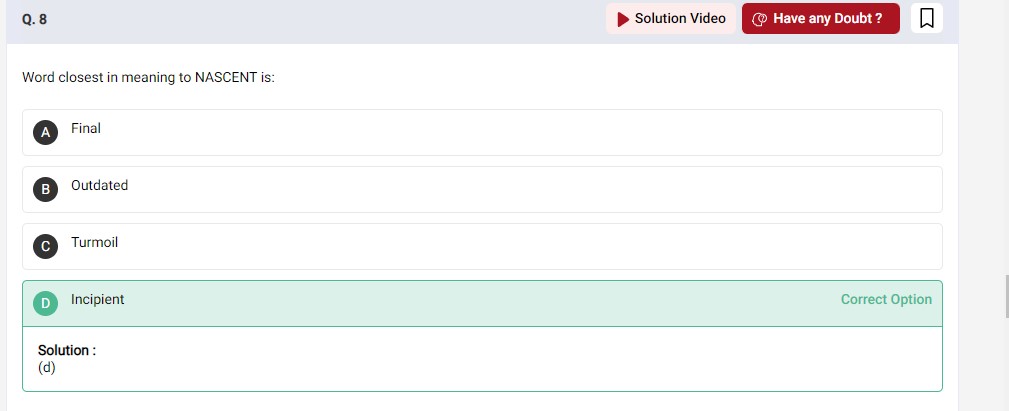 Q. 8
Solution Video
Have any Doubt ?
Word closest in meaning to NASCENT is:
A Final
B Outdated
C Turmoil
D Incipient Correct Option
Solution :
(d)